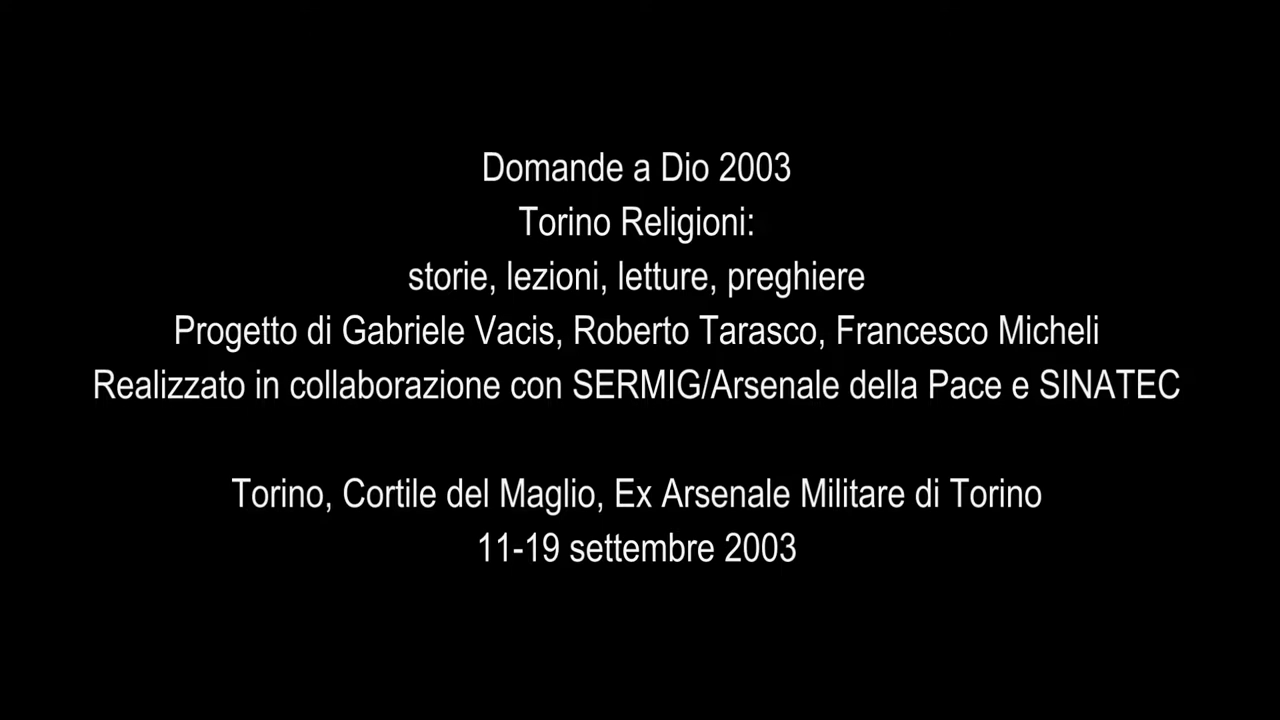 Domande a Dio 2003
Torino Religioni:
storie, lezioni, letture, preghiere
Progetto di Gabriele Vacis, Roberto Tarasco, Francesco Micheli
Realizzato in collaborazione con SERMIG/Arsenale della Pace e SINATEC
Torino, Cortile del Maglio, Ex Arsenale Militare di Torino
11-19 settembre 2003